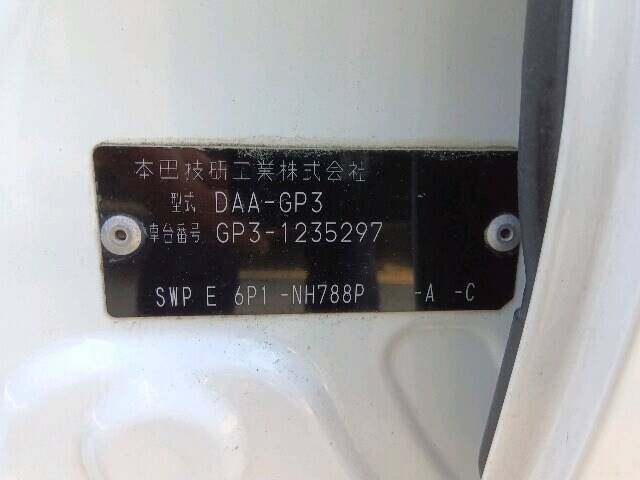 本田技研工業株式会社
型式 DAA-GP3
車台番号 GP3-1235297
SWP E 6P1 -NH788P -A -C